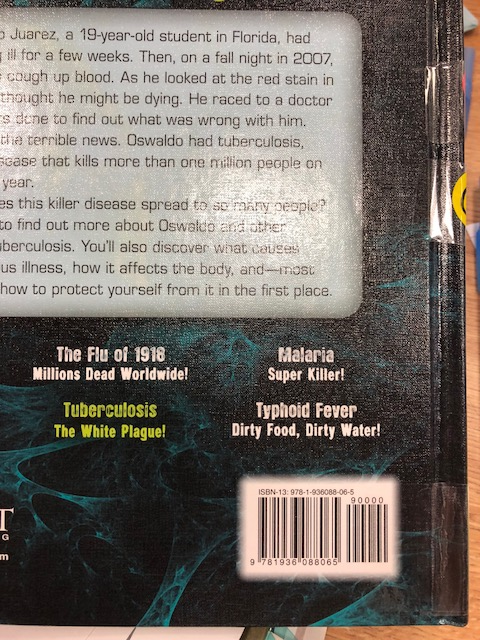 Juarez, a 19-year-old student in Florida, had
ill for a few weeks. Then, on a fall night in 2007,
cough up blood. As he looked at the red stain in
thought he might be dying. He raced to a doctor
done to find out what was wrong with him.
the terrible news. Oswaldo had tuberculosis,
that kills more than one million people on
year.
this killer disease spread to so many people?
to find out more about Oswaldo and other
You'll also discover what causes
illness, how it affects the body, and—most
how to protect yourself from it in the first place.
The Flu of 1918
Millions Dead Worldwide!
Malaria
Super Killer!
Tuberculosis
The White Plague!
Typhoid Fever
Dirty Food, Dirty Water!
ISBN-13: 978-1-936088-06-5
90000
9 781936 088065